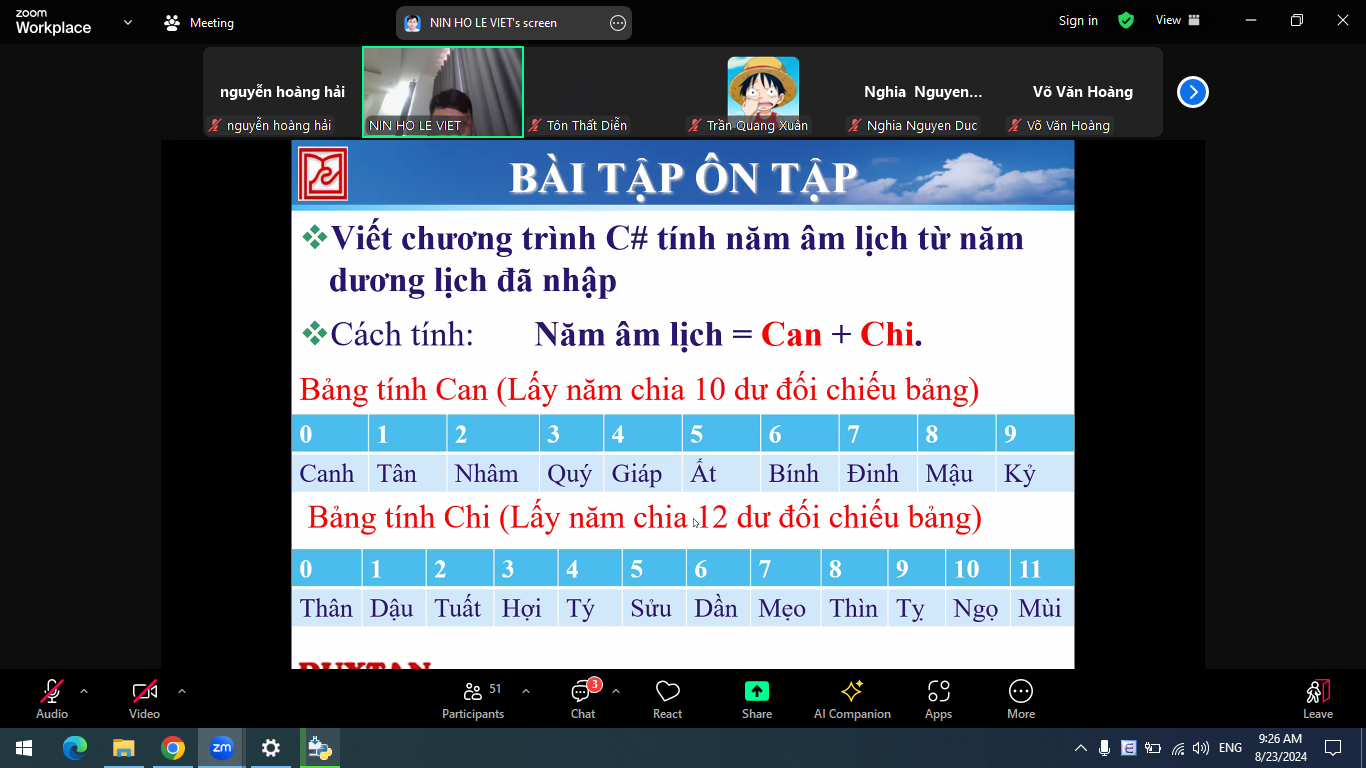 zoom
Workplace
Meeting
NIN HO LE VIET's screen
Sign in
View
nguyễn hoàng hải
Nghia Nguyen...
Võ Văn Hoàng
nguyễn hoàng hải
NIN HO LE VIET
Tôn Thất Diễn
Trần Quang Xuân
Nghia Nguyen Duc
Võ Văn Hoàng
BÀI TẬP ÔN TẬP
Viết chương trình C# tính năm âm lịch từ năm
dương lịch đã nhập
Cách tính: Năm âm lịch = Can + Chi.
Bảng tính Can (Lấy năm chia 10 dư đối chiếu bảng)
0 1 2 3 4 5 6 7 8 9
Canh Tân Nhâm Quý Giáp Ất Bính Đinh Mậu Kỷ
Bảng tính Chi (Lấy năm chia 12 dư đối chiếu bảng)
0 1 2 3 4 5 6 7 8 9 10 11
Thân Dậu Tuất Hợi Tý Sửu Dần Mẹo Thìn Tỵ Ngọ Mùi
51
3
Audio
Video
Participants
Chat
React
Share
AI Companion
Apps
More
Leave
zm
ENG
9:26 AM
8/23/2024